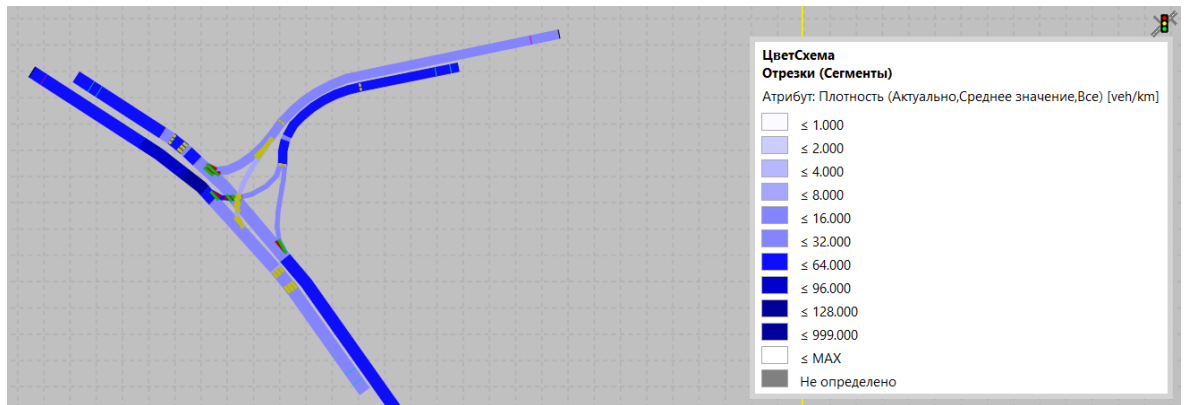 ЦветСхема
Отрезки (Сегменты)
Атрибут: Плотность (Актуально,Среднее значение,Все) [veh/km]
≤ 1.000
≤ 2.000
≤ 4.000
≤ 8.000
≤ 16.000
≤ 32.000
≤ 64.000
≤ 96.000
≤ 128.000
≤ 999.000
≤ MAX
Не определено